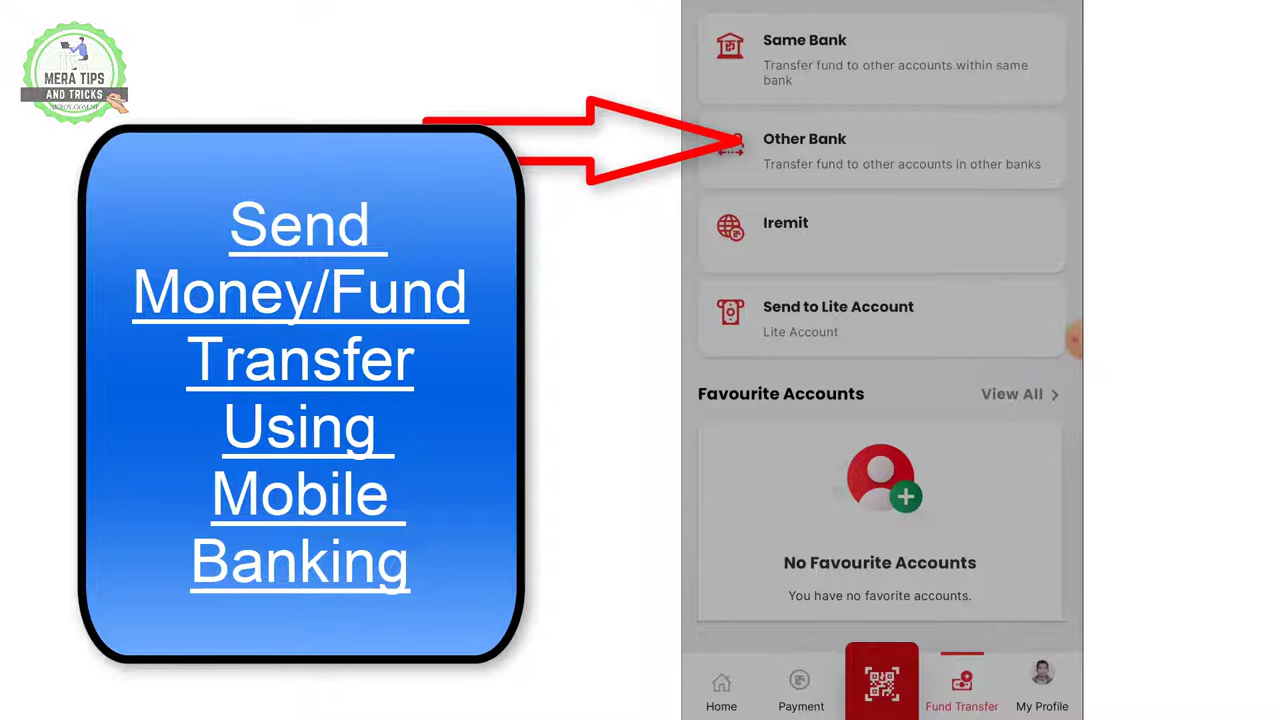 MERA TIPS
AND TRICKS
Send
Money/Fund
Transfer
Using
Mobile
Banking
Same Bank
Transfer fund to other accounts within same
bank
Other Bank
Transfer fund to other accounts in other banks
Iremit
Send to Lite Account
Lite Account
Favourite Accounts
View All
No Favourite Accounts
You have no favorite accounts.
Home
Payment
Fund Transfer
My Profile